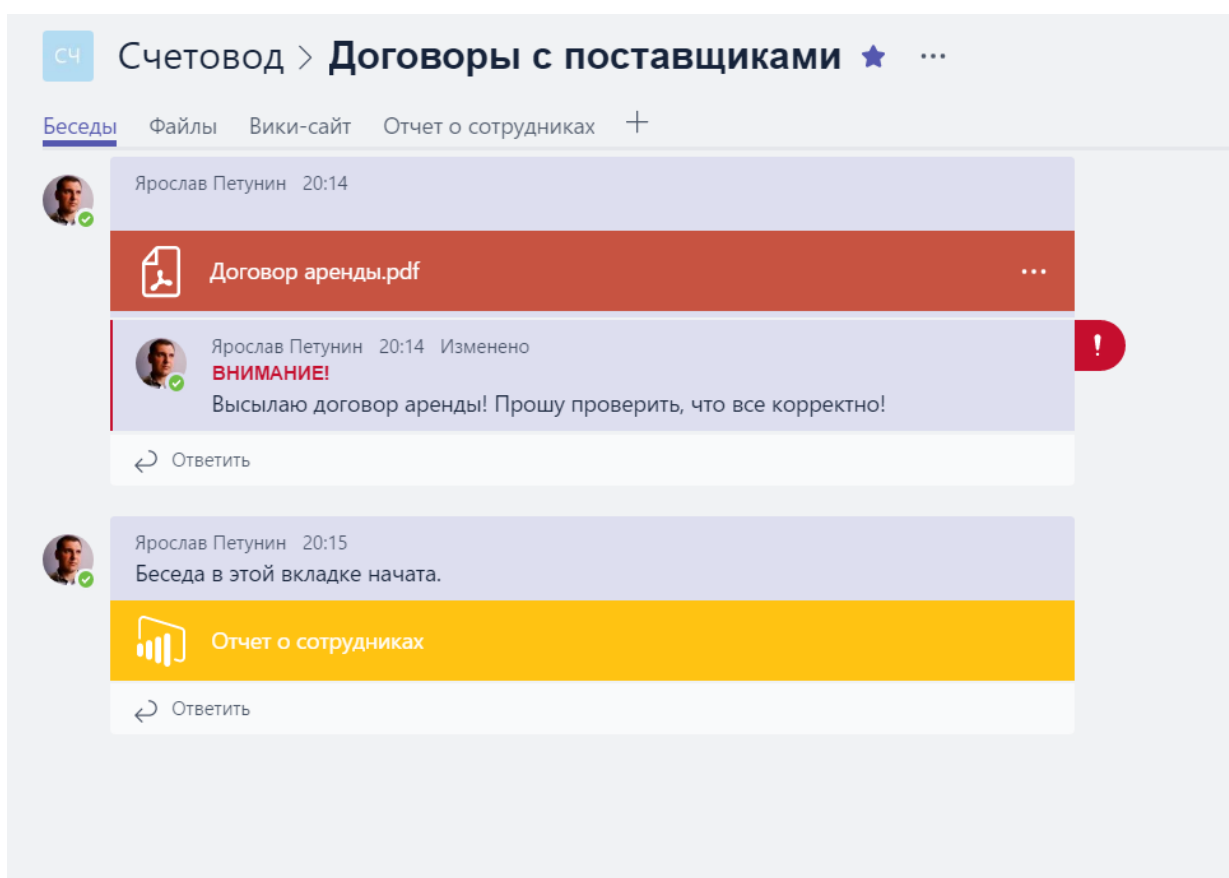 СЧ Счетовод > Договоры с поставщиками ...
Беседы Файлы Вики-сайт Отчет о сотрудниках +
Ярослав Петунин 20:14
Договор аренды.pdf ...
Ярослав Петунин 20:14 Изменено
ВНИМАНИЕ!
Высылаю договор аренды! Прошу проверить, что все корректно!
Ответить
Ярослав Петунин 20:15
Беседа в этой вкладке начата.
Отчет о сотрудниках
Ответить